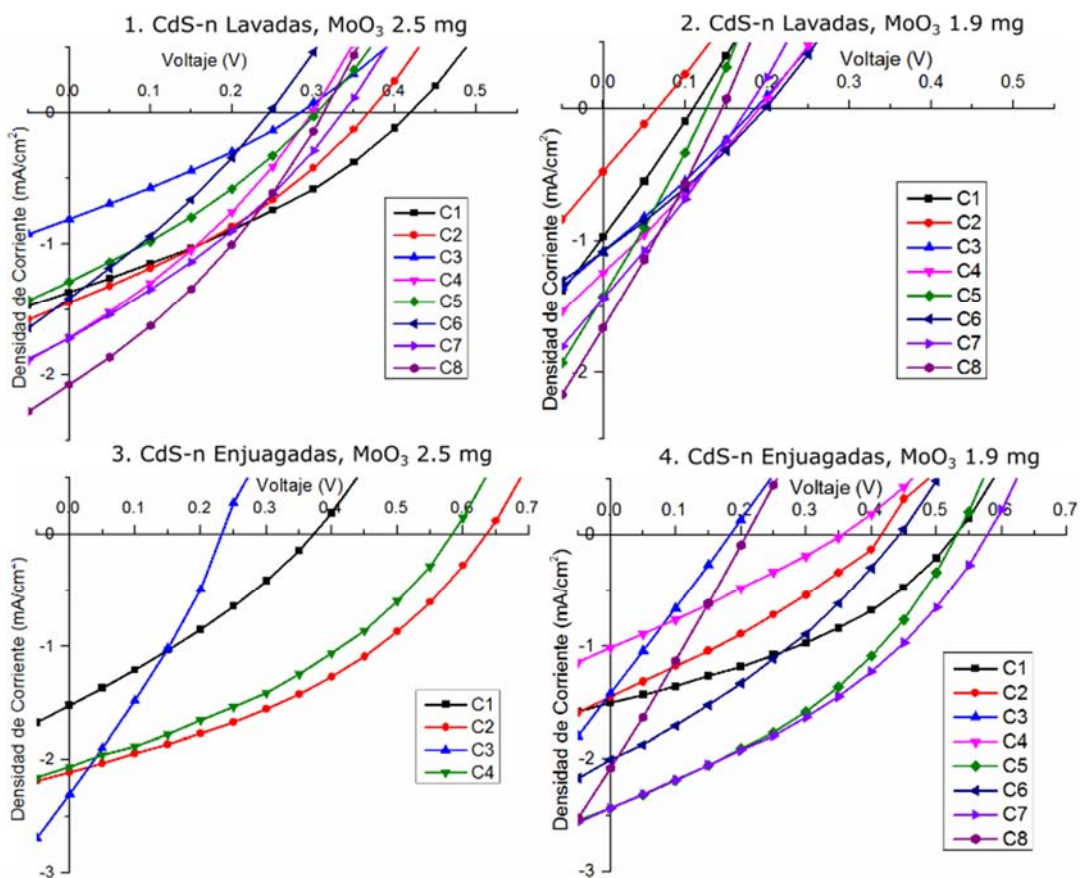 1. CdS-n Lavadas, MoO₃ 2.5 mg
Voltaje (V)
0.0 0.1 0.2 0.3 0.4 0.5
0
-1
-2
Densidad de Corriente (mA/cm²)
C1
C2
C3
C4
C5
C6
C7
C8
2. CdS-n Lavadas, MoO₃ 1.9 mg
Voltaje (V)
0.0 0.1 0.2 0.3 0.4 0.5
0
-1
-2
Densidad de Corriente (mA/cm²)
C1
C2
C3
C4
C5
C6
C7
C8
3. CdS-n Enjuagadas, MoO₃ 2.5 mg
Voltaje (V)
0.0 0.1 0.2 0.3 0.4 0.5 0.6 0.7
0
-1
-2
-3
Densidad de Corriente (mA/cm²)
C1
C2
C3
C4
4. CdS-n Enjuagadas, MoO₃ 1.9 mg
Voltaje (V)
0.0 0.1 0.2 0.3 0.4 0.5 0.6 0.7
0
-1
-2
-3
Densidad de Corriente (mA/cm²)
C1
C2
C3
C4
C5
C6
C7
C8